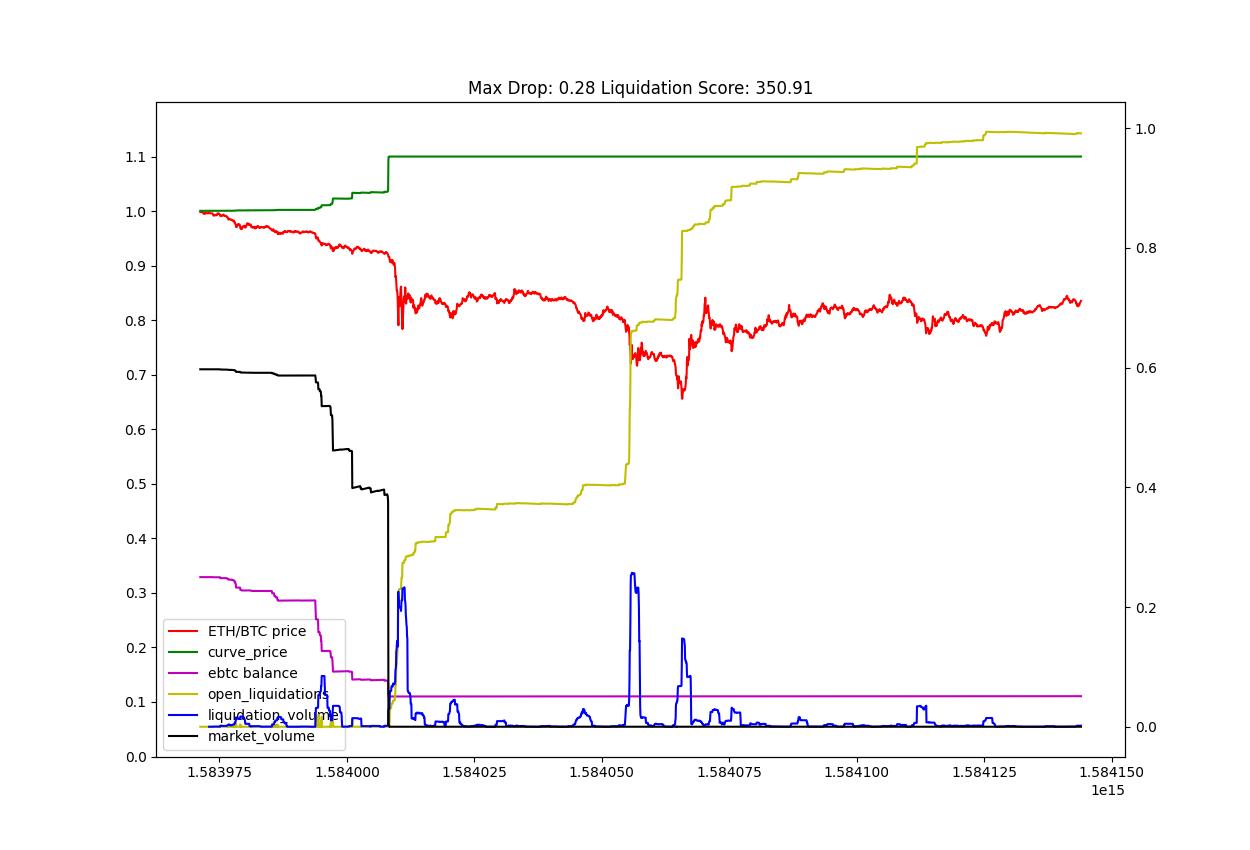 Max Drop: 0.28 Liquidation Score: 350.91
1.1
1.0
0.9
0.8
0.7
0.6
0.5
0.4
0.3
0.2
0.1
0.0
1.0
0.8
0.6
0.4
0.2
0.0
ETH/BTC price
curve_price
ebtc balance
open_liquidations
liquidation_volume
market_volume
1.583975 1.584000 1.584025 1.584050 1.584075 1.584100 1.584125 1.584150
1e15